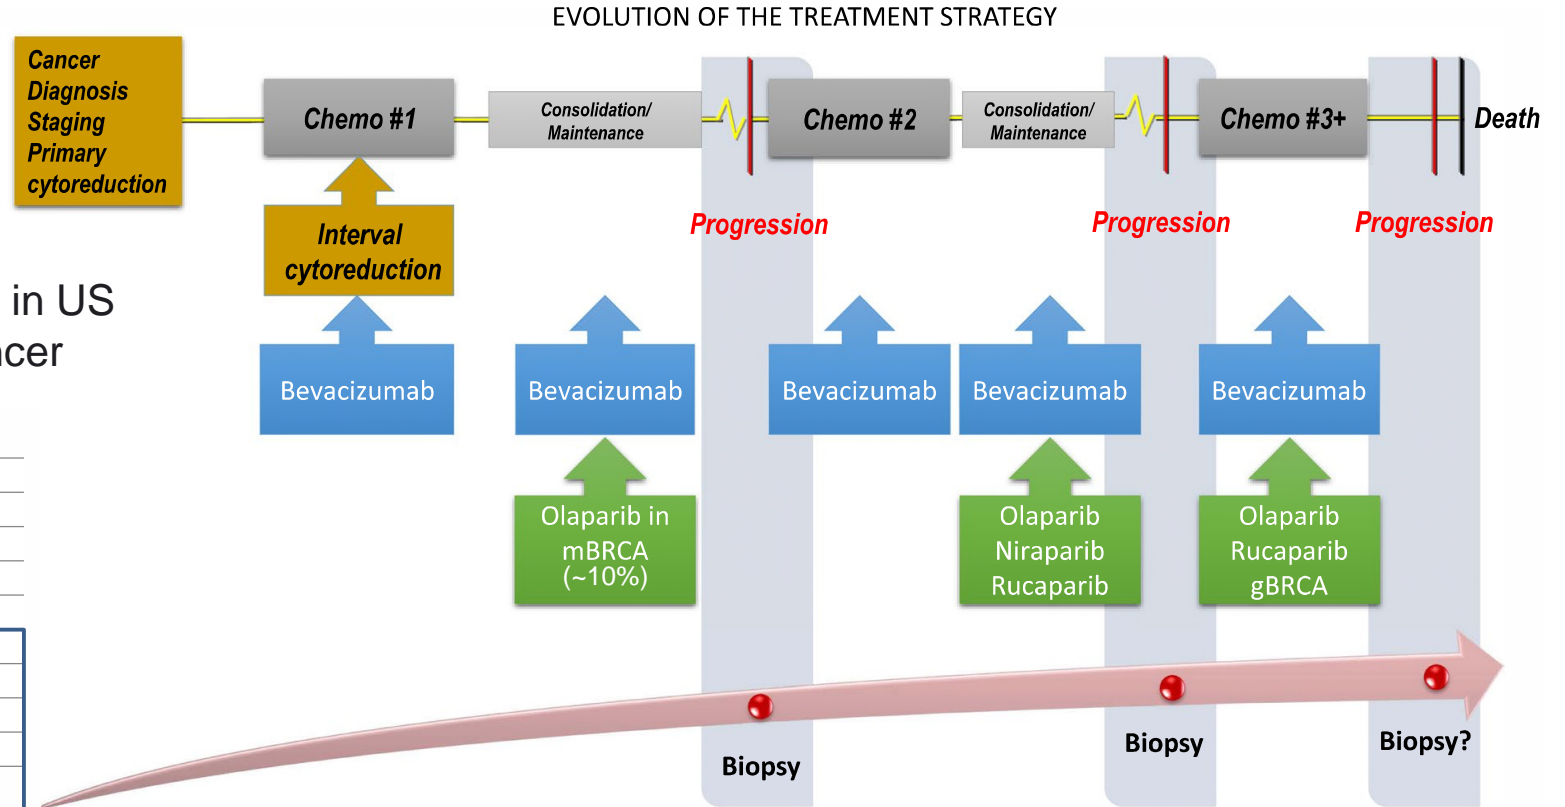 EVOLUTION OF THE TREATMENT STRATEGY
Cancer
Diagnosis
Staging
Primary
cytoreduction
Chemo #1
Consolidation/
Maintenance
Chemo #2
Consolidation/
Maintenance
Chemo #3+
Death
Interval
cytoreduction
Progression
Progression
Progression
in US
Bevacizumab
Bevacizumab
Bevacizumab
Bevacizumab
Bevacizumab
Olaparib in
mBRCA
(~10%)
Olaparib
Niraparib
Rucaparib
Olaparib
Rucaparib
gBRCA
Biopsy
Biopsy
Biopsy?